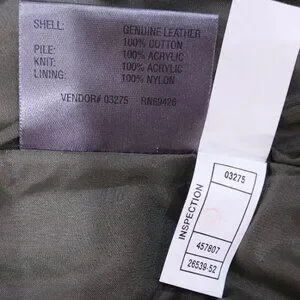 SHELL: GENUINE LEATHER
100% COTTON
PILE: 100% ACRYLIC
KNIT: 100% ACRYLIC
LINING: 100% NYLON
VENDOR# 03275 RN69426
INSPECTION
03275
457807
26539-52